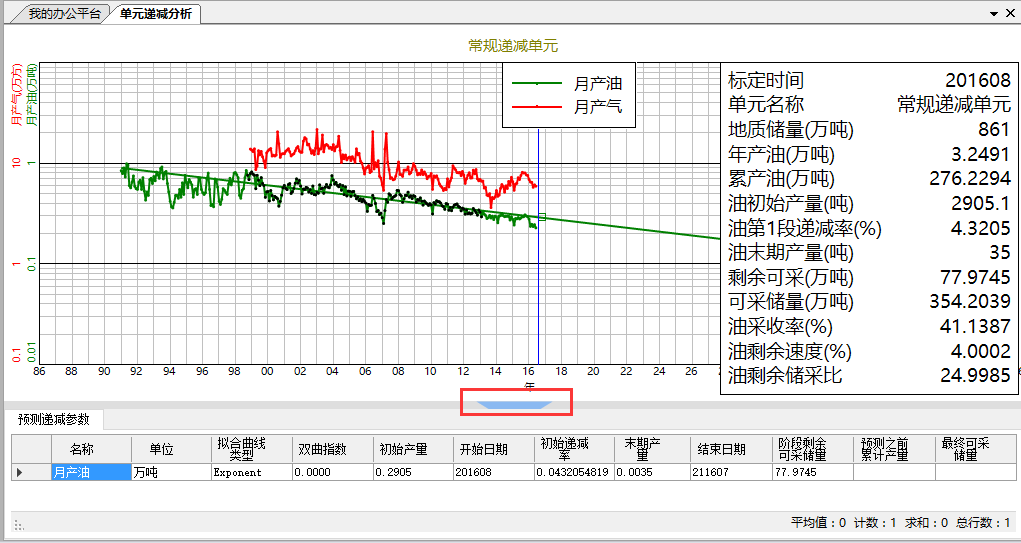 我的办公平台 单元递减分析
常规递减单元
月产气(万方)
月产油(万吨)
月产油
月产气
标定时间 201608
单元名称 常规递减单元
地质储量(万吨) 861
年产油(万吨) 3.2491
累产油(万吨) 276.2294
油初始产量(吨) 2905.1
油第1段递减率(%) 4.3205
油末期产量(吨) 35
剩余可采(万吨) 77.9745
可采储量(万吨) 354.2039
油采收率(%) 41.1387
油剩余速度(%) 4.0002
油剩余储采比 24.9985
10 1
1 0.1
0.1 0.01
86 88 90 92 94 96 98 00 02 04 06 08 10 12 14 16 18 20 22 24 26
年
预测递减参数
名称 单位 拟合曲线类型 双曲指数 初始产量 开始日期 初始递减率 末期产量 结束日期 阶段剩余可采储量 预测之前累计产量 最终可采储量
月产油 万吨 Exponent 0.0000 0.2905 201608 0.0432054819 0.0035 211607 77.9745
平均值：0 计数：1 求和：0 总行数：1